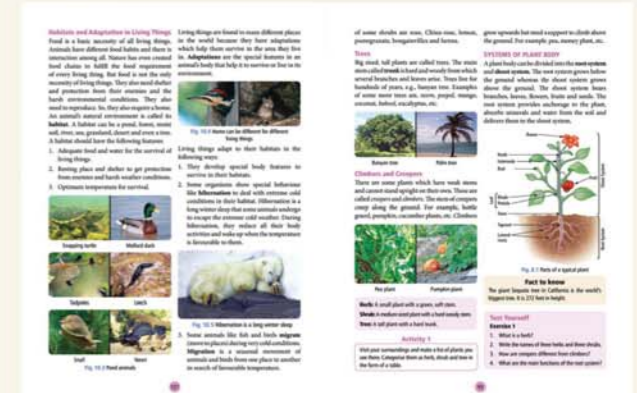 Habitats and Adaptation in Living Things
Food is a basic necessity of all living things.
Animals have different food habits and there is
interaction among all. Nature has even created
food chains to fulfil the food requirement
of every living thing. But food is not the only
necessity of living things. They also need shelter
and protection from their enemies and the
harsh environmental conditions. They also
need to reproduce. So, they also require a home.
An animal's natural environment is called its
habitat. A habitat can be a pond, forest, moist
soil, river, sea, grassland, desert and even a tree.
A habitat should have the following features:
1. Adequate food and water for the survival of
living things.
2. Resting place and shelter to get protection
from enemies and harsh weather conditions.
3. Optimum temperature for survival.
Snapping turtle
Mallard duck
Tadpoles
Leech
Snail
Newt
Fig. 10.3 Pond animals
Living things are found in many different places
in the world because they have adaptations
which help them survive in the area they live
in. Adaptations are the special features in an
animal's body that help it to survive or live in its
environment.
Homes can be different for different
living things.
Living things adapt to their habitats in the
following ways:
1. They develop special body features to
survive in their habitats.
2. Some organisms show special behaviour
like hibernation to deal with extreme cold
conditions in their habitat. Hibernation is a
long winter sleep that some animals undergo
to escape the extreme cold weather. During
hibernation, they reduce all their body
activities and wake up when the temperature
is favourable to them.
Hibernation is a long winter sleep
3. Some animals like fish and birds migrate
(move to places) during very cold conditions.
Migration is a seasonal movement of
animals and birds from one place to another
in search of favourable temperature.
of some shrubs are rose, China-rose, lemon,
pomegranate, bougainvillea and henna.
Trees
Big sized, tall plants are called trees. The main
stem called trunk is hard and woody from which
several branches and leaves arise. Trees live for
hundreds of years, e.g., banyan tree. Examples
of some more trees are, neem, peepal, mango,
coconut, eucalyptus, etc.
Banyan tree
Palm tree
Climbers and Creepers
There are some plants which have weak stems
and cannot stand upright on their own. These are
called creepers and climbers. The stem of creepers
creep along the ground. For example, bottle
gourd, pumpkin, cucumber plants, etc. Climbers
Pea plant
Pumpkin plant
Herb: A small plant with a green, soft stem.
Shrub: A medium sized plant with a hard woody stem.
Tree: A tall plant with a hard trunk.
Activity 1
Visit your surroundings and make a list of plants you
see there. Categorise them as herb, shrub and tree in
the form of a table.
grow upwards but need a support to climb above
the ground. For example: pea, money plant, etc.
SYSTEMS OF PLANT BODY
A plant body can be divided into the root system
and shoot system. The root system grows below
the ground whereas the shoot system grows
above the ground. The shoot system bears
branches, leaves, flowers, fruits and seeds. The
root system provides anchorage to the plant,
absorbs minerals and water from the soil and
delivers them to the shoot system.
Parts of a typical plant
Fact to know
The giant Sequoia tree in California is the world's
biggest tree. It is 272 feet in height.
Test Yourself
Exercise 1
1. What is a herb?
2. Write the names of three herbs and three shrubs.
3. How are creepers different from climbers?
4. What are the main functions of the root system?